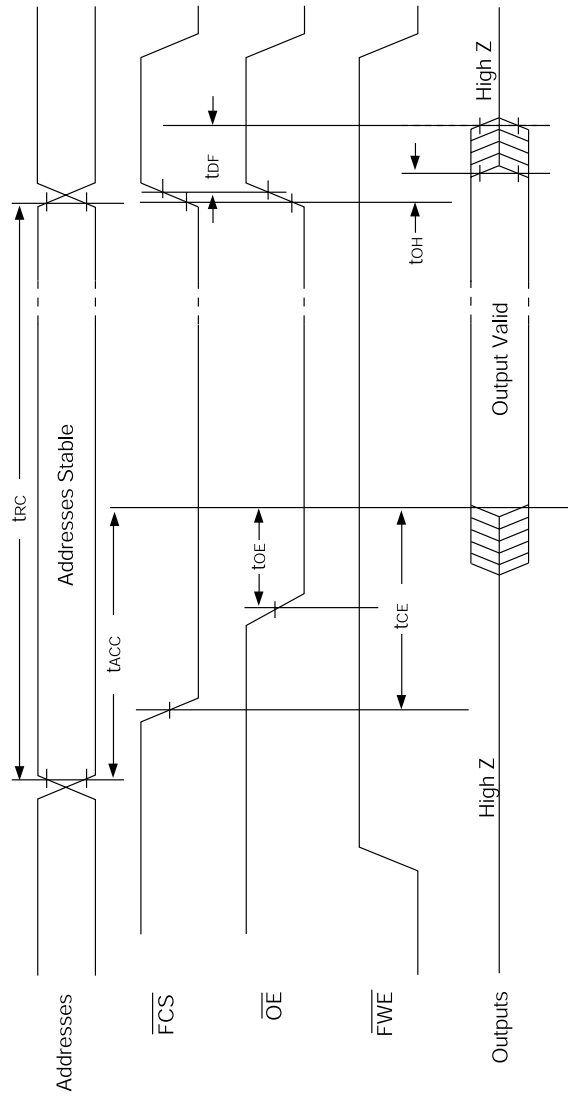 tRC
Addresses
Addresses Stable
tACC
FCS
tDF
OE
tOE
FWE
tCE
tOH
Outputs
High Z
Output Valid
High Z